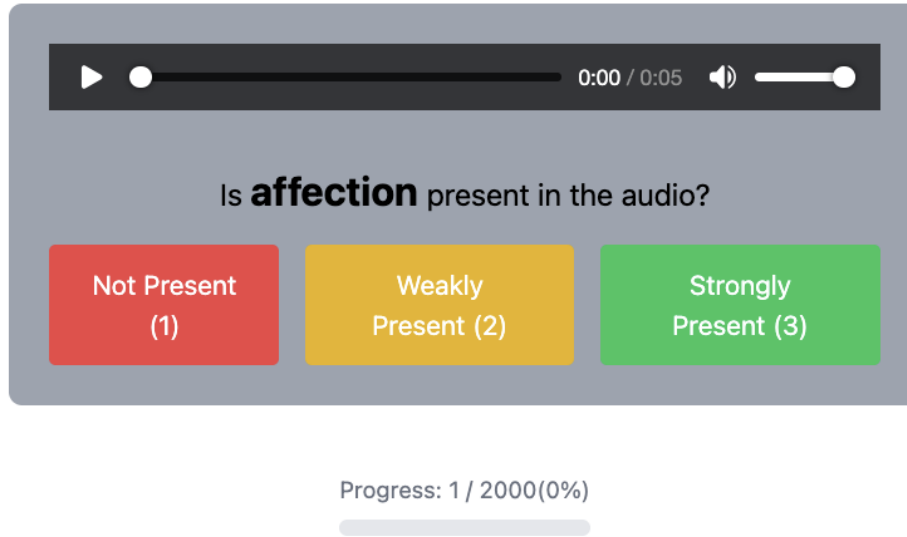 0:00 / 0:05
Is affection present in the audio?
Not Present
(1)
Weakly
Present (2)
Strongly
Present (3)
Progress: 1 / 2000(0%)